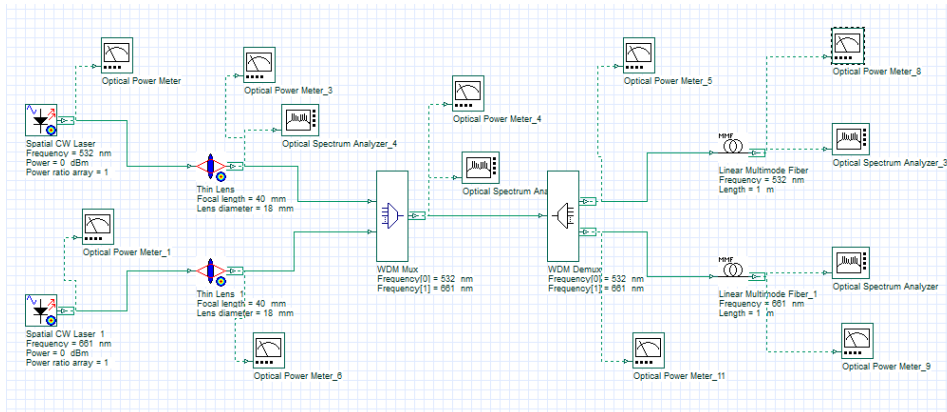 Optical Power Meter
Optical Power Meter_3
Optical Spectrum Analyzer_4
Optical Power Meter_4
Optical Power Meter_5
Optical Power Meter_8
Spatial CW Laser
Frequency = 532 nm
Power = 0 dBm
Power ratio array = 1
Thin Lens
Focal length = 40 mm
Lens diameter = 18 mm
Optical Spectrum Ana
MMF
Linear Multimode Fiber
Frequency = 532 nm
Length = 1 m
Optical Spectrum Analyzer_3
Optical Power Meter_1
WDM Mux
Frequency[0] = 532 nm
Frequency[1] = 661 nm
WDM Demux
Frequency[0] = 532 nm
Frequency[1] = 661 nm
Spatial CW Laser 1
Frequency = 661 nm
Power = 0 dBm
Power ratio array = 1
Thin Lens 1
Focal length = 40 mm
Lens diameter = 18 mm
MMF
Linear Multimode Fiber_1
Frequency = 661 nm
Length = 1 m
Optical Spectrum Analyzer
Optical Power Meter_6
Optical Power Meter_11
Optical Power Meter_9